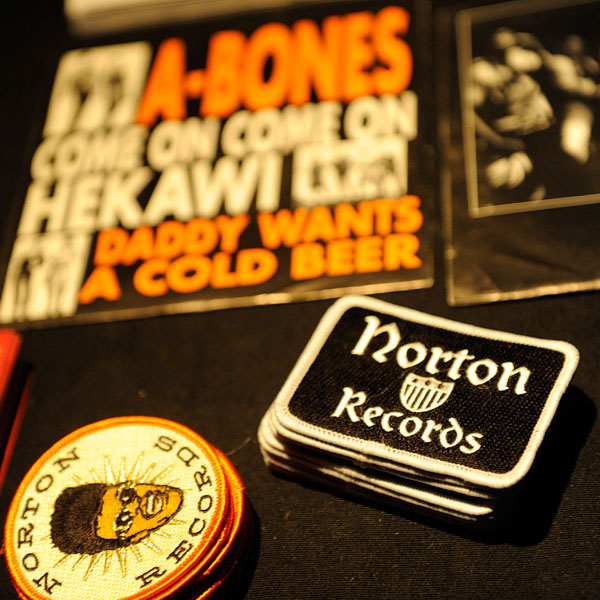 A·BONES
COME ON COME ON
HEKAWI
DADDY WANTS
A COLD BEER
Norton
Records
NORTON
RECORDS